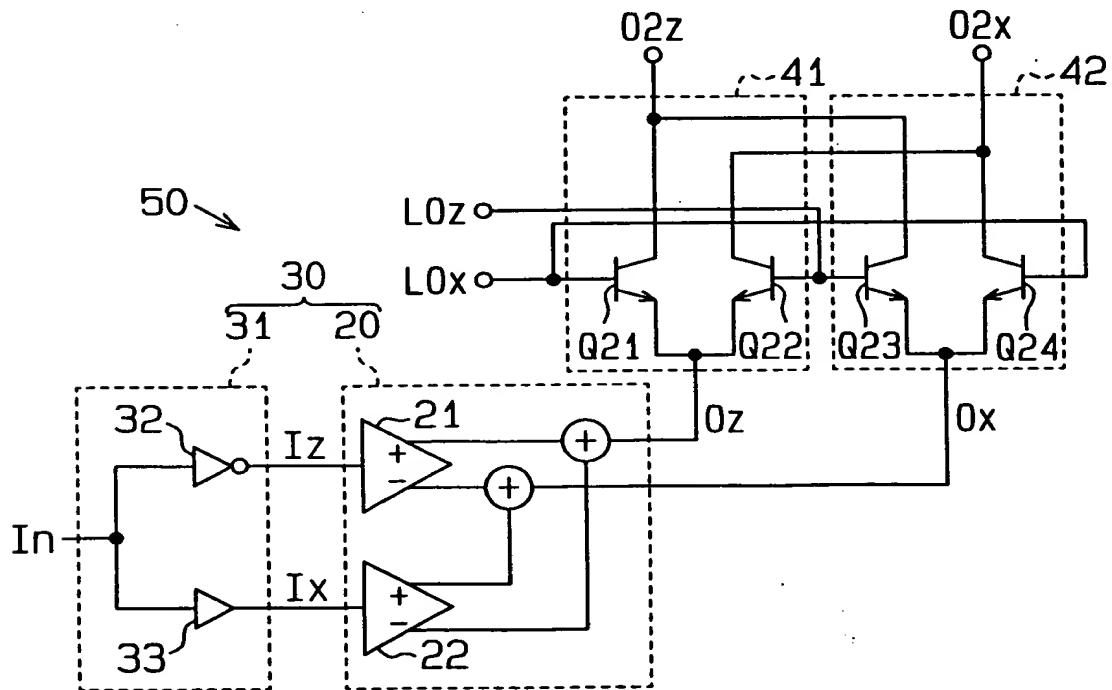 O2z O2x
41 42
50
LOz
LOx
30
31 20
Q21 Q22 Q23 Q24
32 Iz 21 + Oz Ox
+
-
+
In
Ix
+
-
33 22